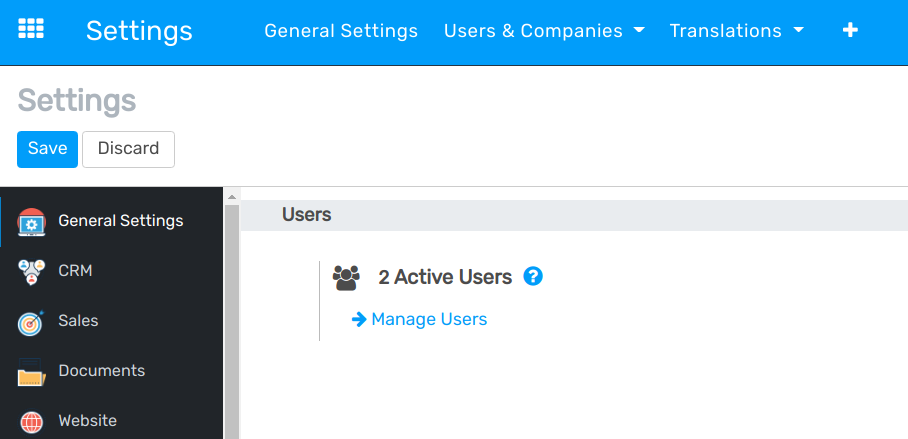 Settings General Settings Users & Companies Translations
Settings
Save Discard
General Settings
CRM
Sales
Documents
Website
Users
2 Active Users
Manage Users